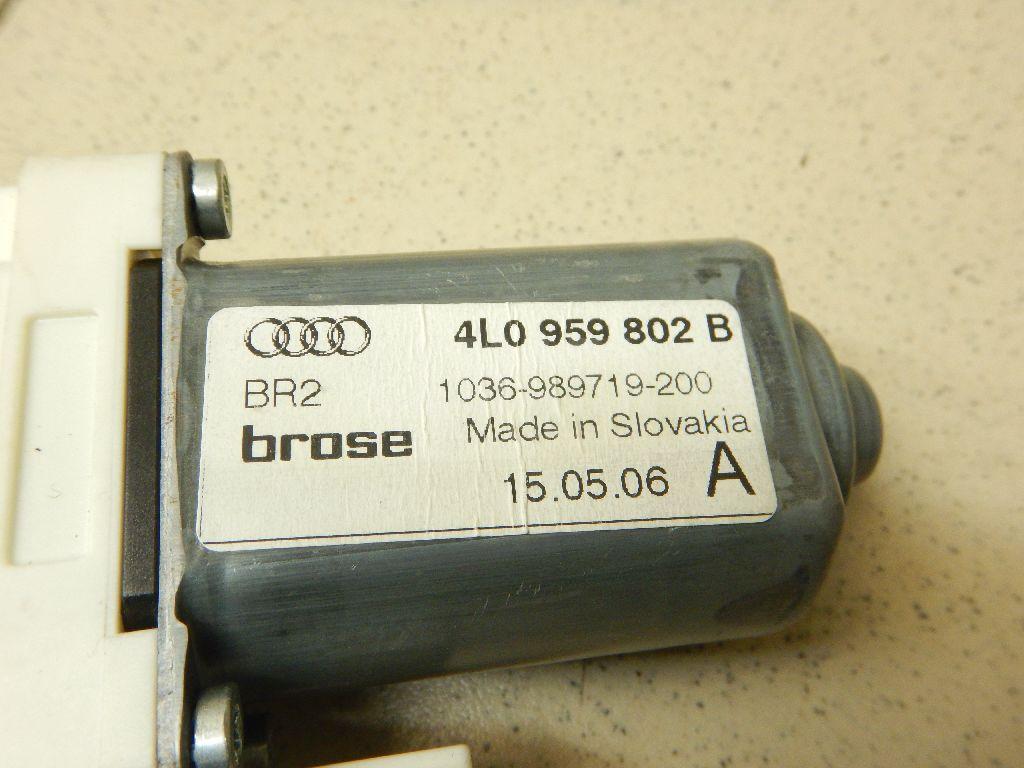 4L0 959 802 B
BR2 1036-989719-200
brose Made in Slovakia
15.05.06 A